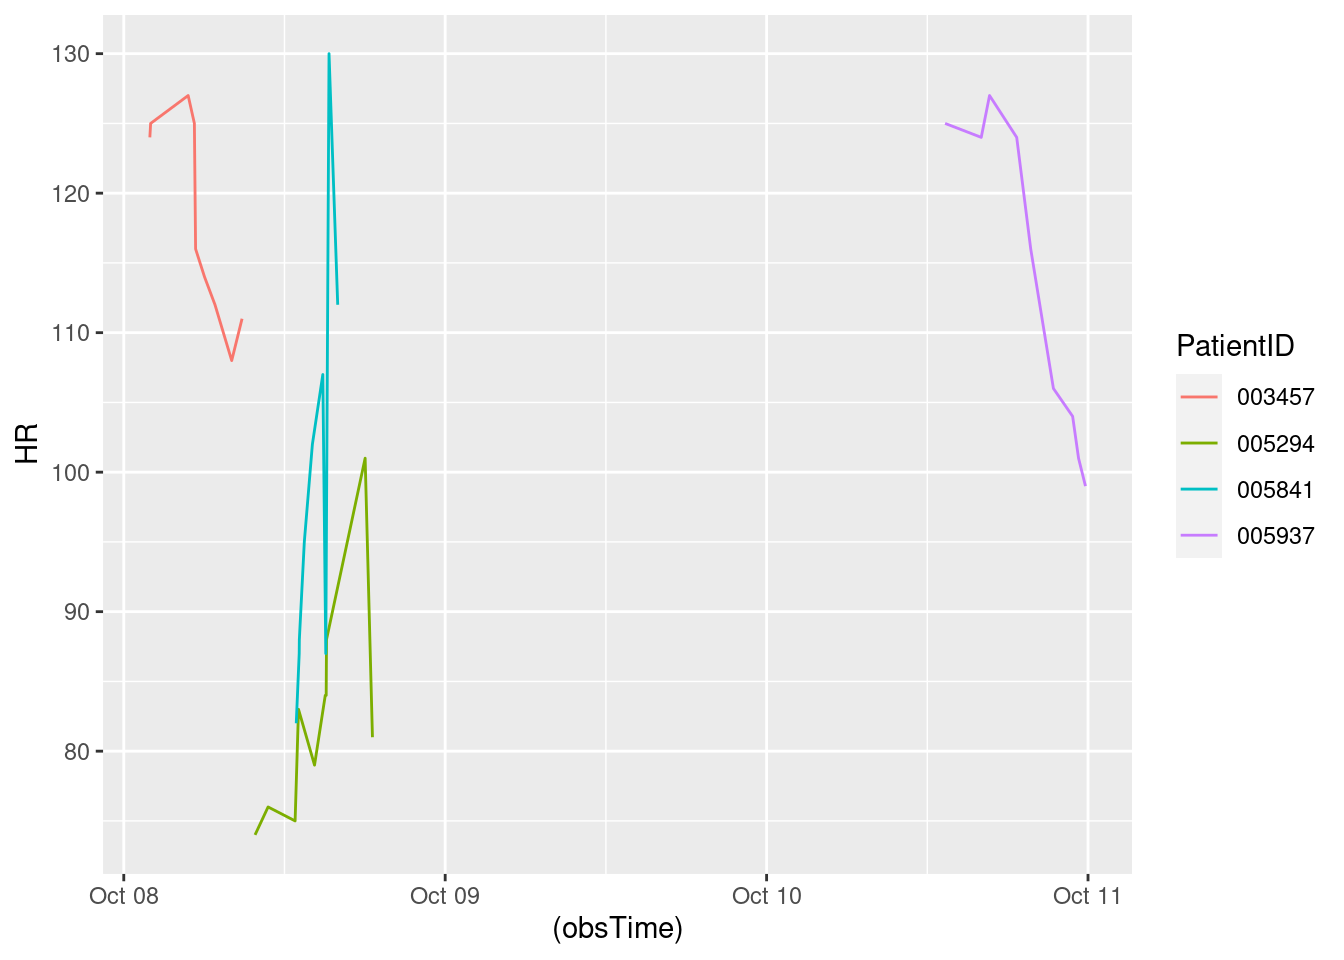 130
120
110
100
90
80
HR
Oct 08
Oct 09
Oct 10
Oct 11
(obsTime)
PatientID
003457
005294
005841
005937